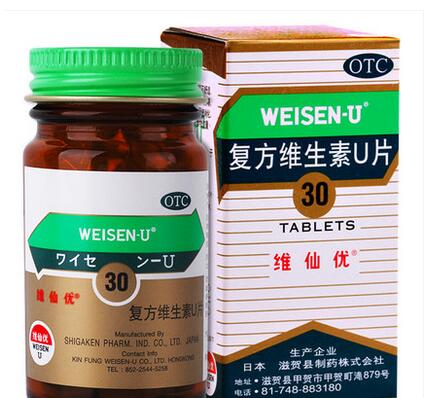 OTC
WEISEN-U®
ワイセ ンーU
30
维仙优®
复方维生素U片
Manufactured By
SHIGAKEN PHARM. IND. CO., LTD. JAPAN
Contact Info
KIN FUNG WEISEN-U CO., LTD, HONGKONG
TEL: 852-2544-5258
维仙优
WEISEN
U
OTC
WEISEN-U®
复方维生素U片
30
TABLETS
维仙优®
生产企业
日本 滋贺县制药株式会社
地址·滋贺县甲贺市甲贺町滝879号
电话·81-748-883180